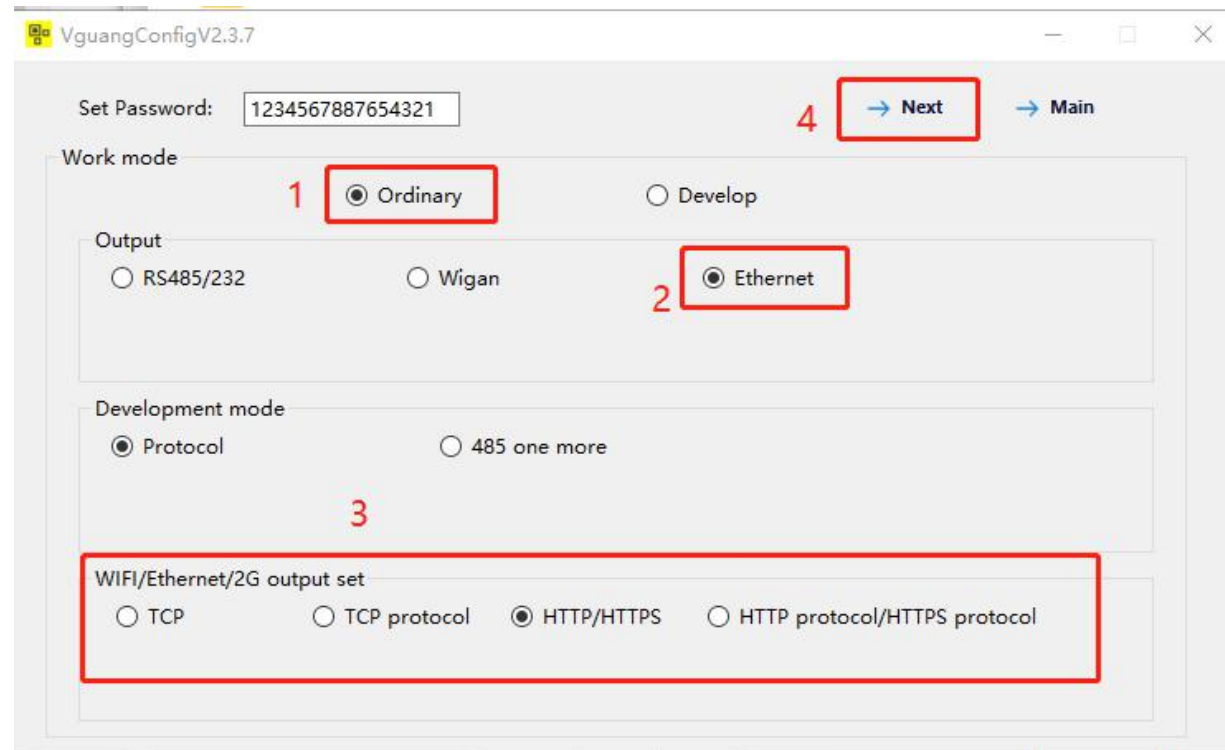 VguangConfigV2.3.7
Set Password: 1234567887654321 4 Next Main
Work mode
1 Ordinary Develop
Output
RS485/232 Wigan 2 Ethernet
Development mode
Protocol 485 one more
3
WIFI/Ethernet/2G output set
TCP TCP protocol HTTP/HTTPS HTTP protocol/HTTPS protocol